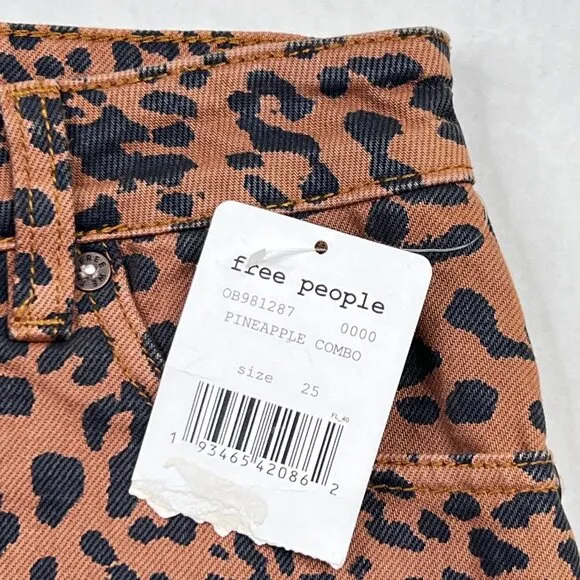 free people
OB981287 0000
PINEAPPLE COMBO
size 25
FL_40
1 93465 42086 2